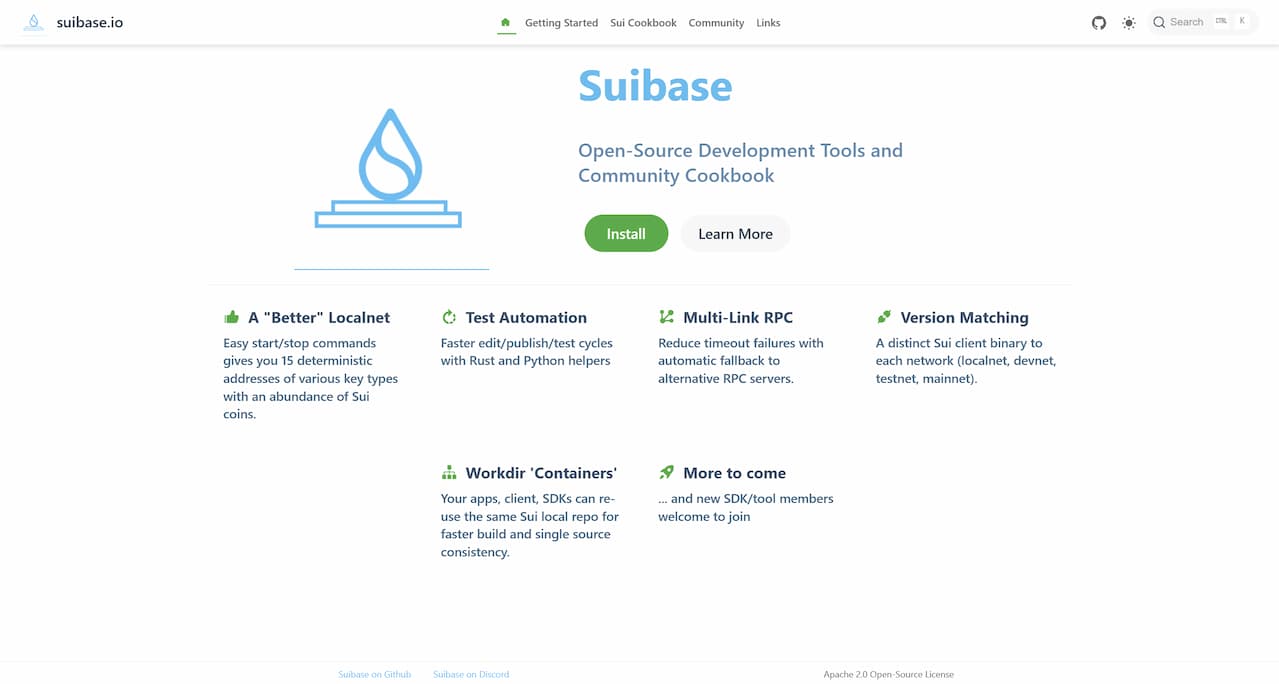 suibase.io
Getting Started
Sui Cookbook
Community
Links
Search
CTRL
K
Suibase
Open-Source Development Tools and
Community Cookbook
Install
Learn More
A "Better" Localnet
Easy start/stop commands
gives you 15 deterministic
addresses of various key types
with an abundance of Sui
coins.
Test Automation
Faster edit/publish/test cycles
with Rust and Python helpers
Multi-Link RPC
Reduce timeout failures with
automatic fallback to
alternative RPC servers.
Version Matching
A distinct Sui client binary to
each network (localnet, devnet,
testnet, mainnet).
Workdir 'Containers'
Your apps, client, SDKs can re-
use the same Sui local repo for
faster build and single source
consistency.
More to come
... and new SDK/tool members
welcome to join
Suibase on Github
Suibase on Discord
Apache 2.0 Open-Source License